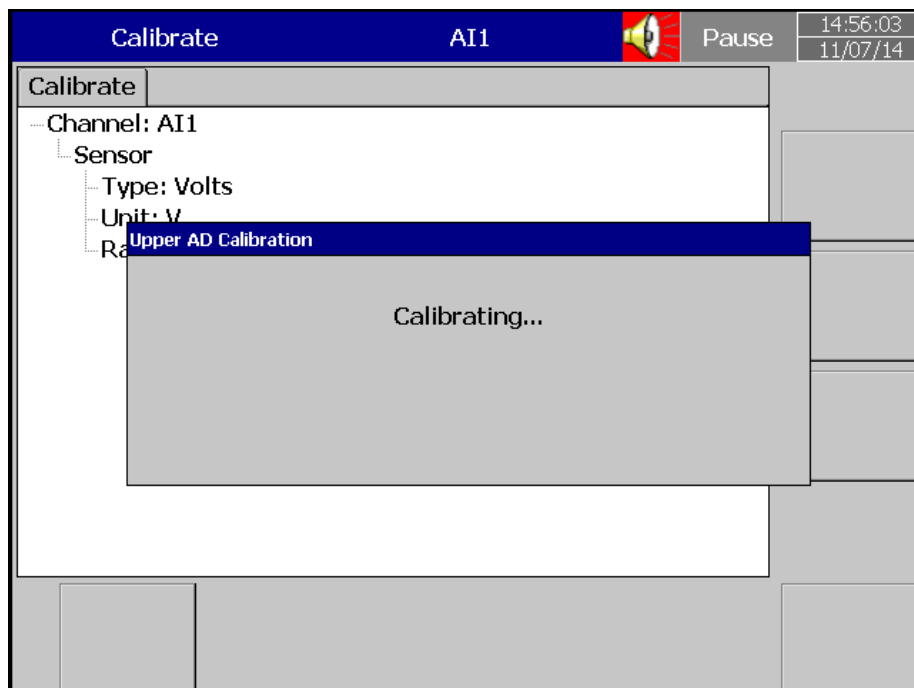 Calibrate AI1 Pause 14:56:03
11/07/14
Calibrate
Channel: AI1
Sensor
Type: Volts
Unit: V
Upper AD Calibration
Calibrating...